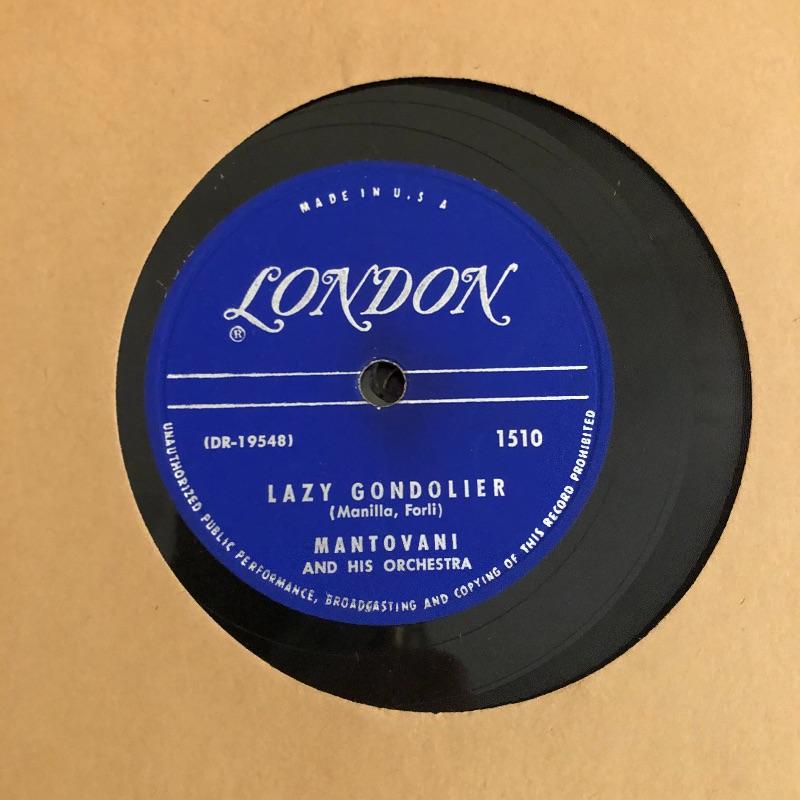 MADE IN U.S A
LONDON
®
(DR-19548) 1510
LAZY GONDOLIER
(Manilla, Forli)
MANTOVANI
AND HIS ORCHESTRA
UNAUTHORIZED PUBLIC PERFORMANCE, BROADCASTING AND COPYING OF THIS RECORD PROHIBITED